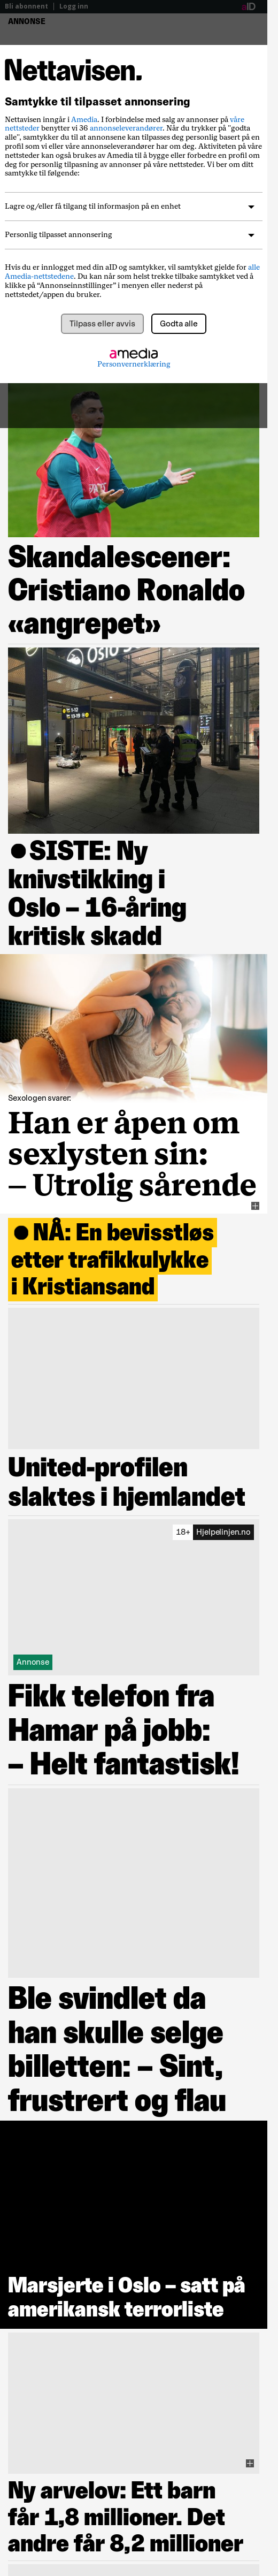 Bli abonnent | Logg inn
aID
ANNONSE
Nettavisen.
Samtykke til tilpasset annonsering
Nettavisen inngår i Amedia. I forbindelse med salg av annonser på våre
nettsteder benytter vi 36 annonseleverandører. Når du trykker på "godta
alle", samtykker du til at annonsene kan tilpasses deg personlig basert på en
profil som vi eller våre annonseleverandører har om deg. Aktiviteten på våre
nettsteder kan også brukes av Amedia til å bygge eller forbedre en profil om
deg for personlig tilpasning av annonser på våre nettsteder. Vi ber om ditt
samtykke til følgende:
Lagre og/eller få tilgang til informasjon på en enhet
Personlig tilpasset annonsering
Hvis du er innlogget med din aID og samtykker, vil samtykket gjelde for alle
Amedia-nettstedene. Du kan når som helst trekke tilbake samtykket ved å
klikke på “Annonseinnstillinger” i menyen eller nederst på
nettstedet/appen du bruker.
Tilpass eller avvis
Godta alle
amedia
Personvernerklæring
Skandalescener:
Cristiano Ronaldo
«angrepet»
OSLO S
●SISTE: Ny
knivstikking i
Oslo – 16-åring
kritisk skadd
Sexologen svarer:
Han er åpen om
sexlysten sin:
– Utrolig sårende
●NÅ: En bevisstløs
etter trafikkulykke
i Kristiansand
United-profilen
slaktes i hjemlandet
18+ Hjelpelinjen.no
Annonse
Fikk telefon fra
Hamar på jobb:
– Helt fantastisk!
Ble svindlet da
han skulle selge
billetten: – Sint,
frustrert og flau
Marsjerte i Oslo – satt på
amerikansk terrorliste
Ny arvelov: Ett barn
får 1,8 millioner. Det
andre får 8,2 millioner